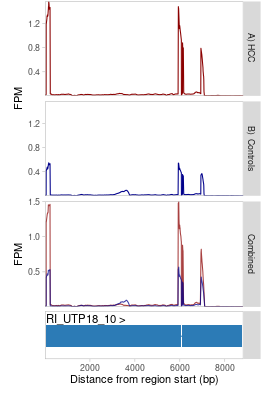 1.2
0.8
0.4
FPM
A) HCC
1.2
0.8
0.4
B) Controls
1.5
1.0
0.5
FPM
Combined
RI_UTP18_10 >
2000 4000 6000 8000
Distance from region start (bp)